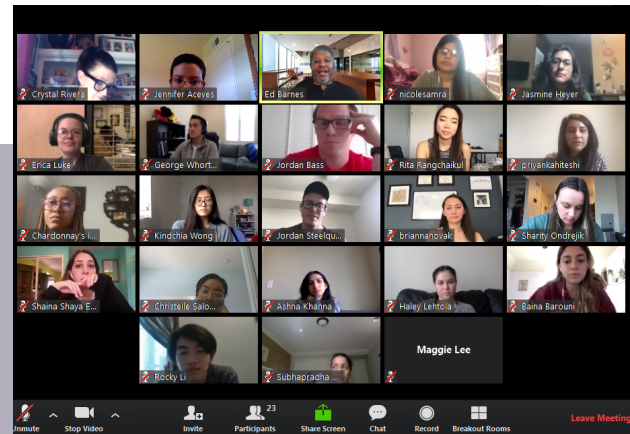 Crystal Rivera
Jennifer Aceves
Ed Barnes
nicolesamra
Jasmine Heyer
Erica Luke
George Whort...
Jordan Bass
Rita Rangchaikul
priyankahiteshi
Chardonnay's i...
Kindchia Wong
Jordan Steelqu...
briannanovak
Sharity Ondrejik
Shaina Shaya E...
Christelle Salo...
Ashna Khanna
Haley Lehtola
Baina Barouni
Rocky Li
Subhapradha ...
Maggie Lee
Unmute
Stop Video
Invite
Participants
23
Share Screen
Chat
Record
Breakout Rooms
Leave Meeting